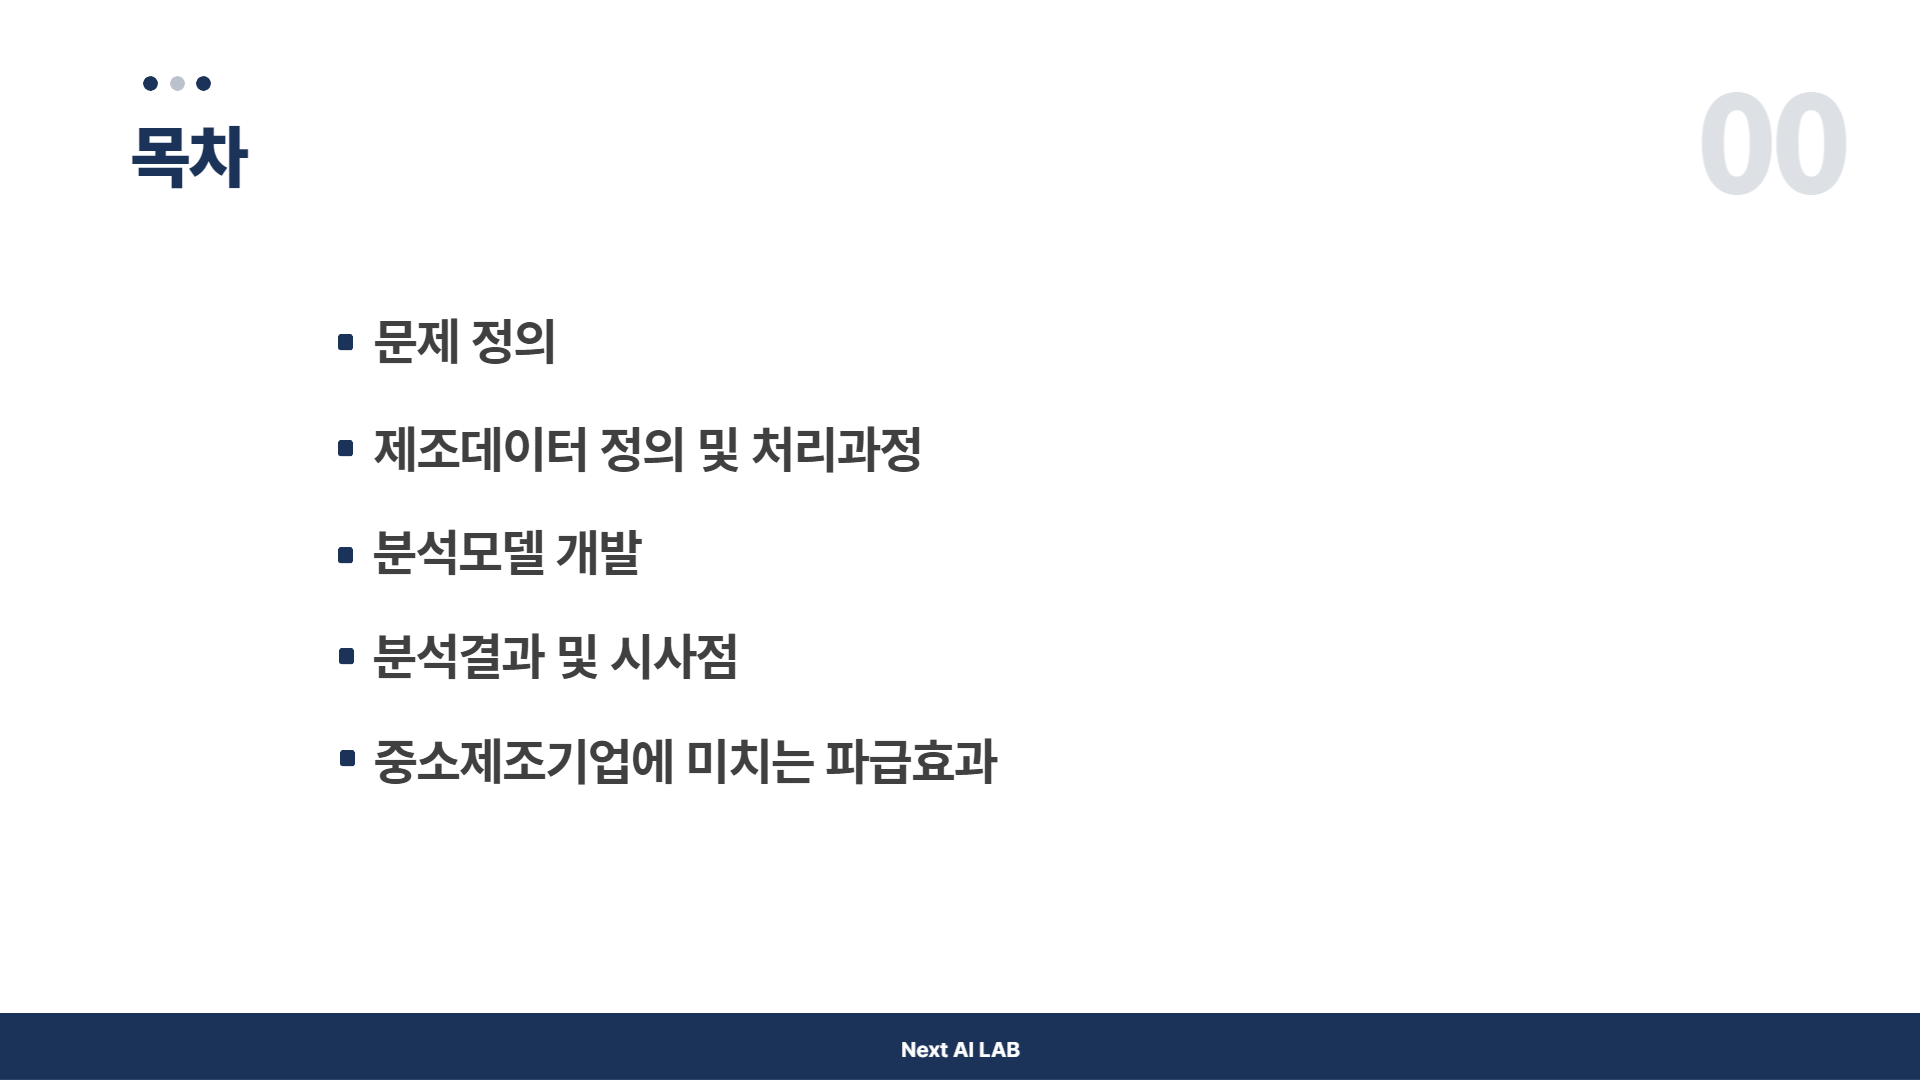 목차
00
문제 정의
제조데이터 정의 및 처리과정
분석모델 개발
분석결과 및 시사점
중소제조기업에 미치는 파급효과
Next AI LAB